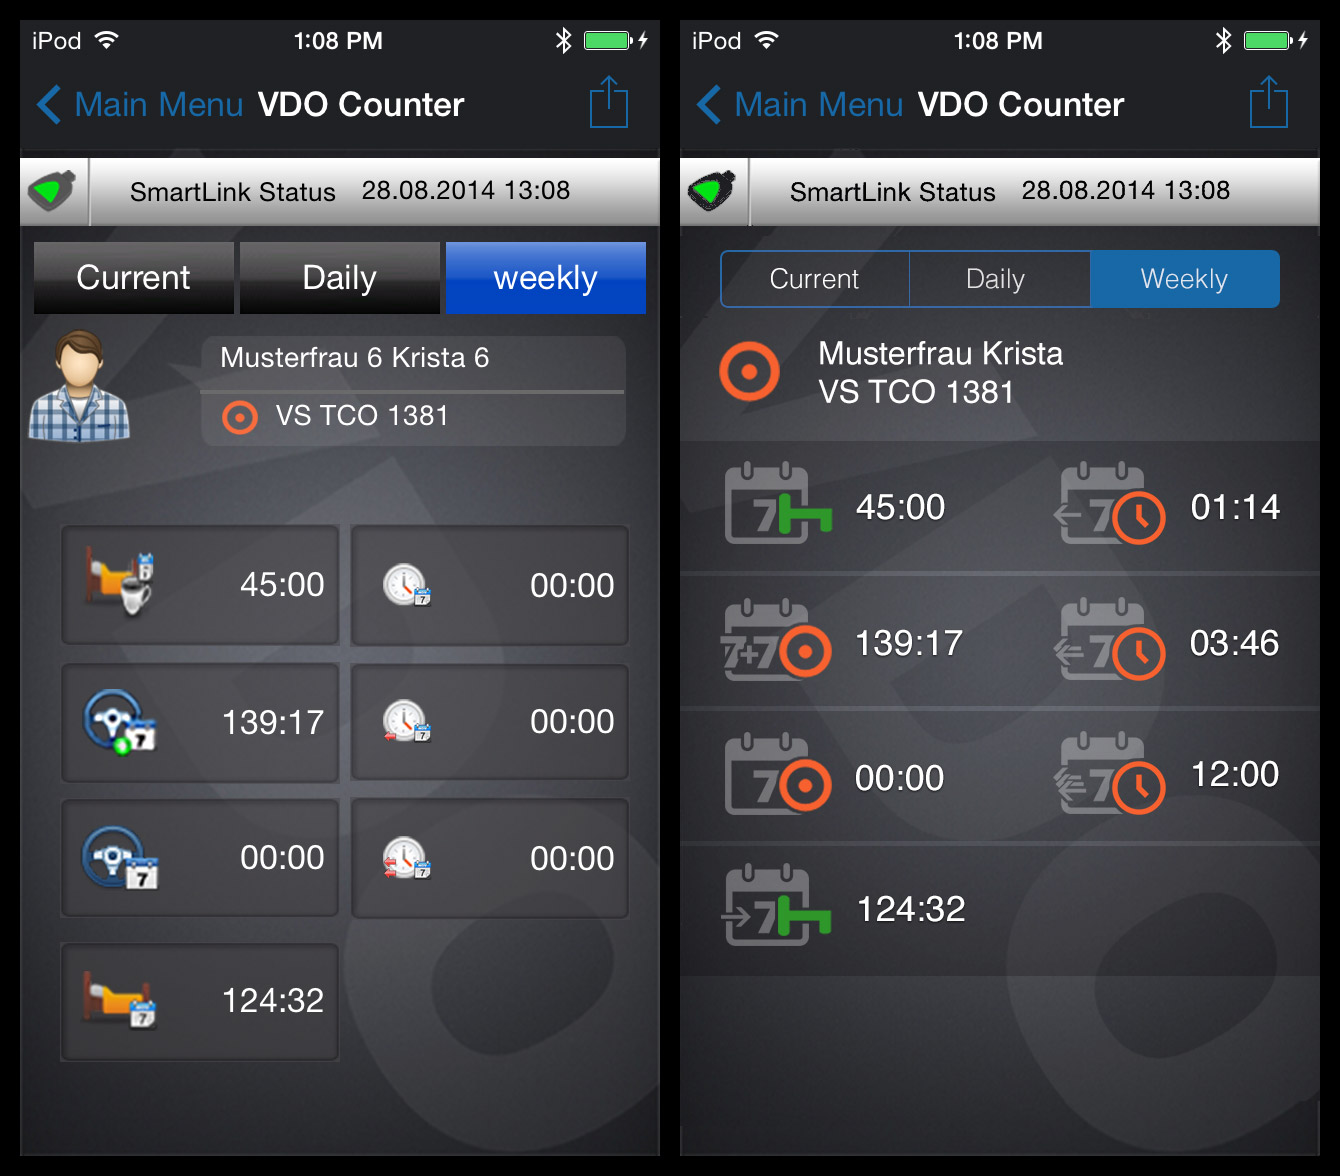 iPod 1:08 PM
Main Menu VDO Counter
SmartLink Status 28.08.2014 13:08
Current Daily weekly
Musterfrau 6 Krista 6
VS TCO 1381
45:00 00:00
7
139:17 00:00
7 7
00:00 00:00
7 7
124:32
7
iPod 1:08 PM
Main Menu VDO Counter
SmartLink Status 28.08.2014 13:08
Current Daily Weekly
Musterfrau Krista
VS TCO 1381
7 45:00 7 01:14
7+7 139:17 7 03:46
7 00:00 7 12:00
7 124:32